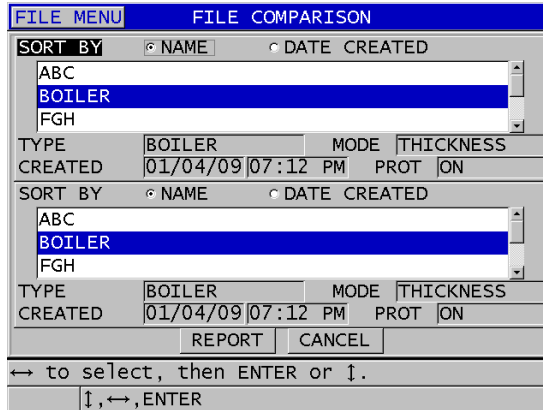 FILE MENU FILE COMPARISON
SORT BY NAME DATE CREATED
ABC
BOILER
FGH
TYPE BOILER MODE THICKNESS
CREATED 01/04/09 07:12 PM PROT ON
SORT BY NAME DATE CREATED
ABC
BOILER
FGH
TYPE BOILER MODE THICKNESS
CREATED 01/04/09 07:12 PM PROT ON
REPORT CANCEL
↔ to select, then ENTER or ↕.
↕,↔,ENTER